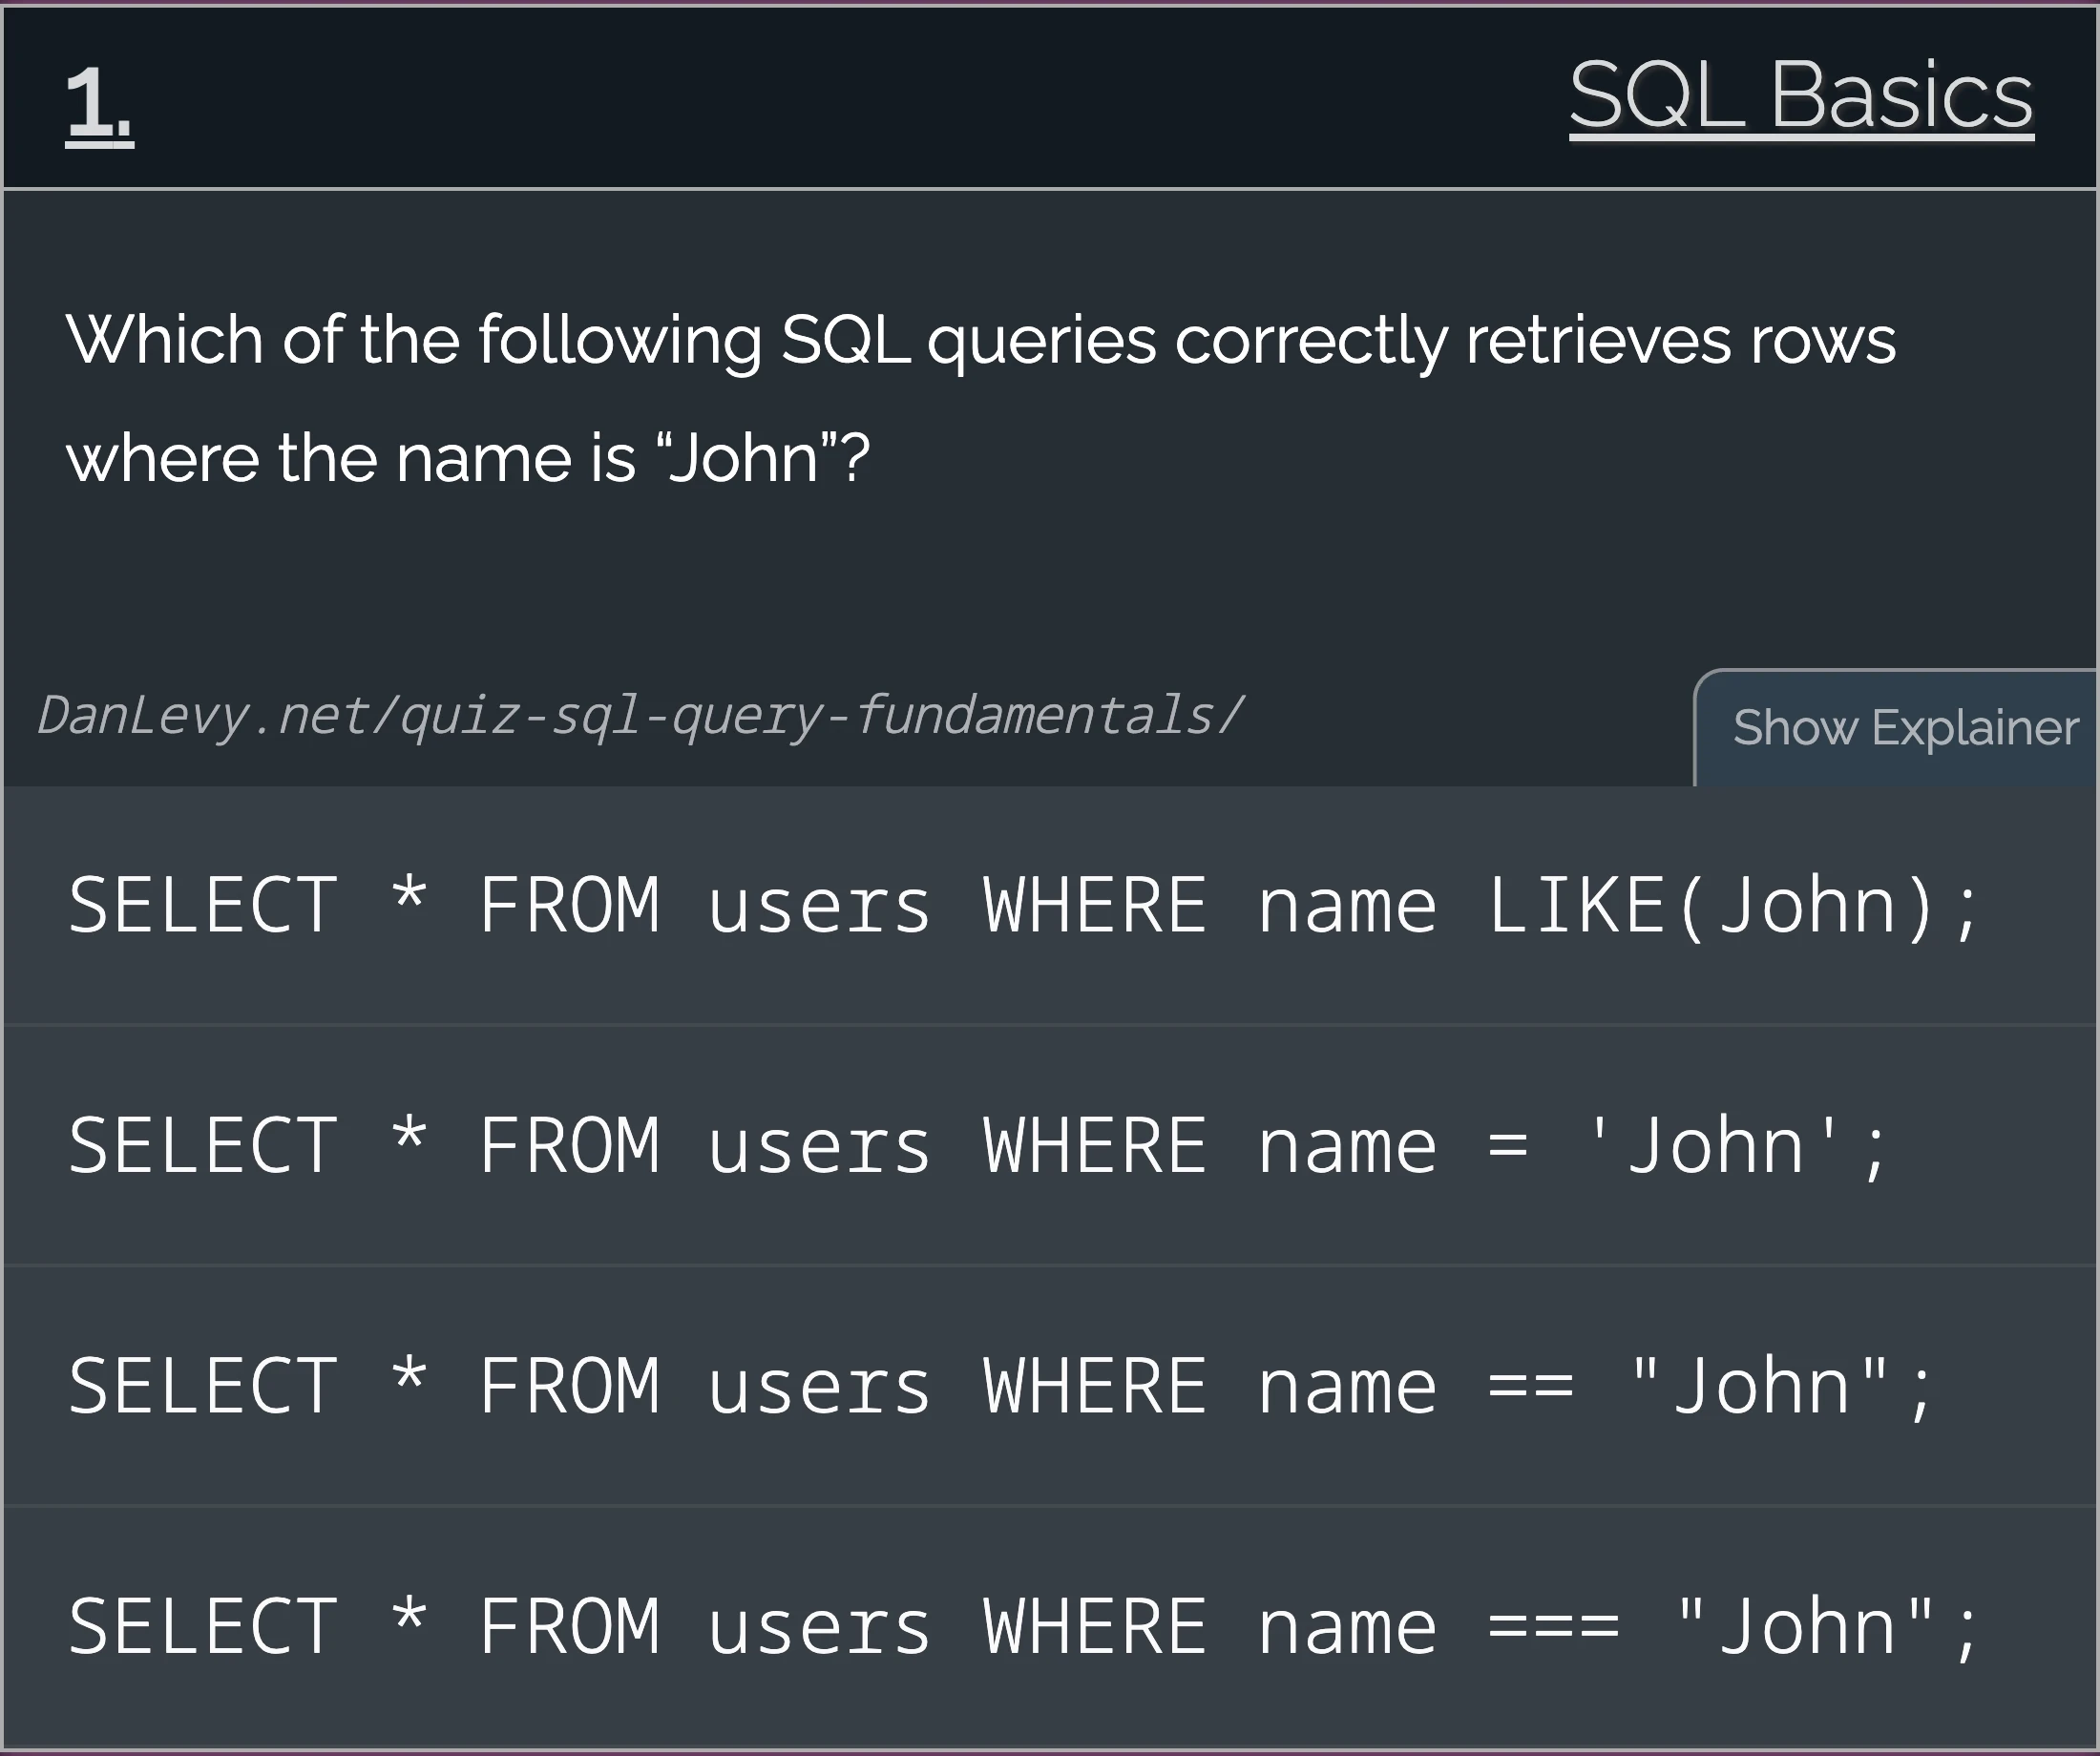 1.
SQL Basics
Which of the following SQL queries correctly retrieves rows
where the name is “John”?
DanLevy.net/quiz-sql-query-fundamentals/
Show Explainer
SELECT * FROM users WHERE name LIKE(John);
SELECT * FROM users WHERE name = 'John';
SELECT * FROM users WHERE name == "John";
SELECT * FROM users WHERE name === "John";